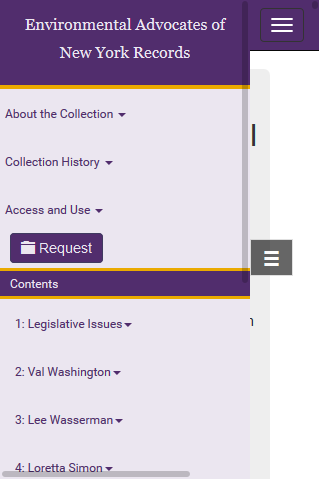 Environmental Advocates of
New York Records
About the Collection
Collection History
Access and Use
Request
Contents
1: Legislative Issues
2: Val Washington
3: Lee Wasserman
4: Loretta Simon